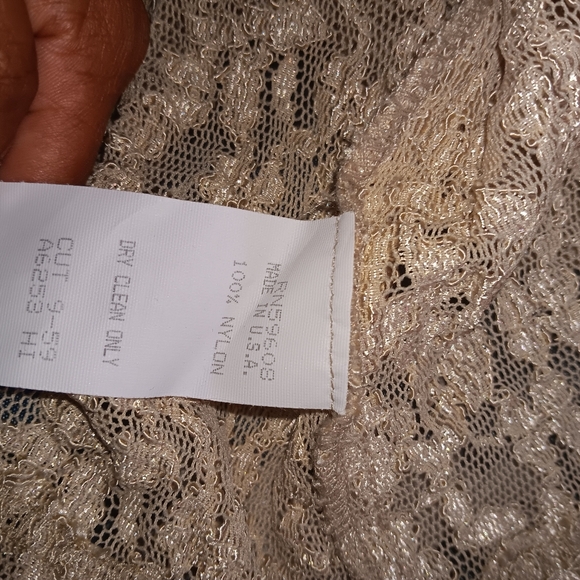 RN59608
MADE IN U.S.A.
100% NYLON
DRY CLEAN ONLY
CUT 9-59
A6253 HI